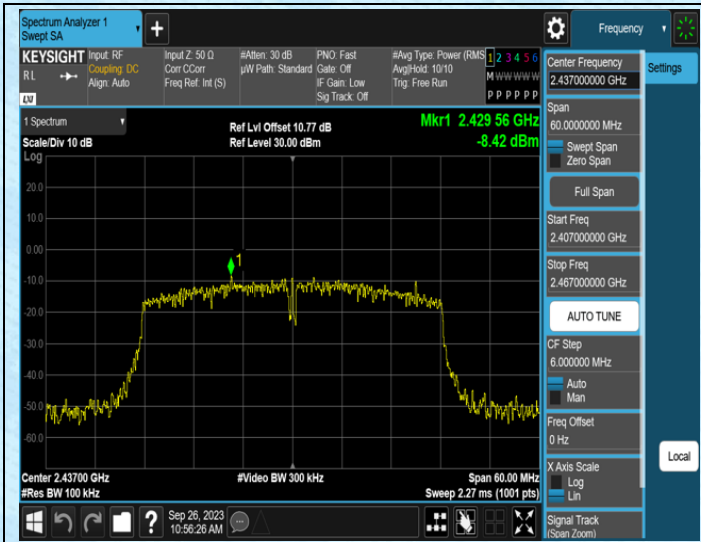 Spectrum Analyzer 1
Swept SA
Frequency
KEYSIGHT
RL
LXI
Input: RF
Coupling: DC
Align: Auto
Input Z: 50 Ω
Corr CCorr
Freq Ref: Int (S)
#Atten: 30 dB
µW Path: Standard
PNO: Fast
Gate: Off
IF Gain: Low
Sig Track: Off
#Avg Type: Power (RMS
Avg|Hold: 10/10
Trig: Free Run
1 2 3 4 5 6
M W W W W W
P P P P P P
1 Spectrum
Scale/Div 10 dB
Log
Ref Lvl Offset 10.77 dB
Ref Level 30.00 dBm
Mkr1 2.429 56 GHz
-8.42 dBm
20.0
10.0
0.00
1
-10.0
-20.0
-30.0
-40.0
-50.0
-60.0
Center 2.43700 GHz
#Res BW 100 kHz
#Video BW 300 kHz
Span 60.00 MHz
Sweep 2.27 ms (1001 pts)
?
Sep 26, 2023
10:56:26 AM
Center Frequency
2.437000000 GHz
Settings
Span
60.0000000 MHz
Swept Span
Zero Span
Full Span
Start Freq
2.407000000 GHz
Stop Freq
2.467000000 GHz
AUTO TUNE
CF Step
6.000000 MHz
Auto
Man
Freq Offset
0 Hz
Local
X Axis Scale
Log
Lin
Signal Track
(Span Zoom)